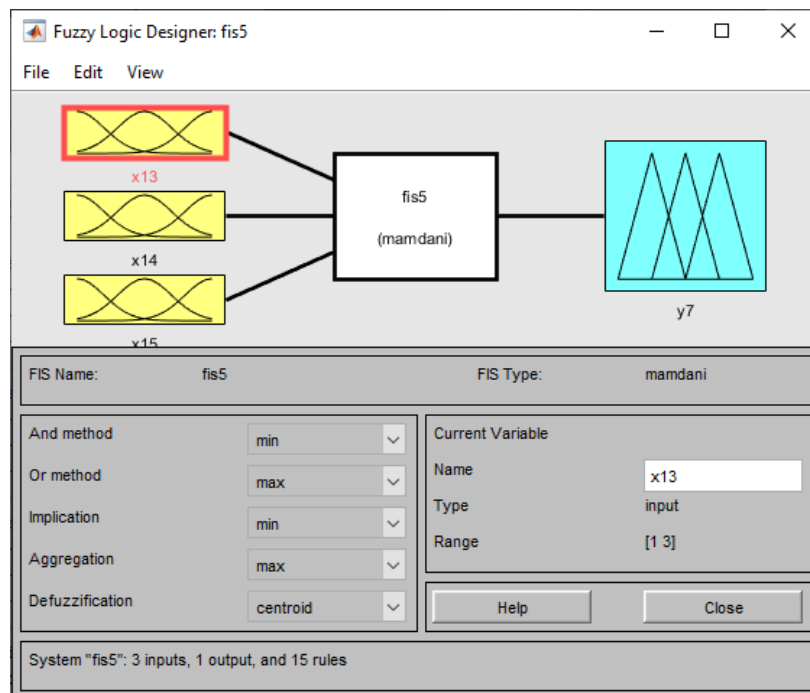 Fuzzy Logic Designer: fis5
File Edit View
x13
x14
x15
fis5
(mamdani)
y7
FIS Name: fis5 FIS Type: mamdani
And method min
Or method max
Implication min
Aggregation max
Defuzzification centroid
Current Variable
Name x13
Type input
Range [1 3]
Help Close
System "fis5": 3 inputs, 1 output, and 15 rules